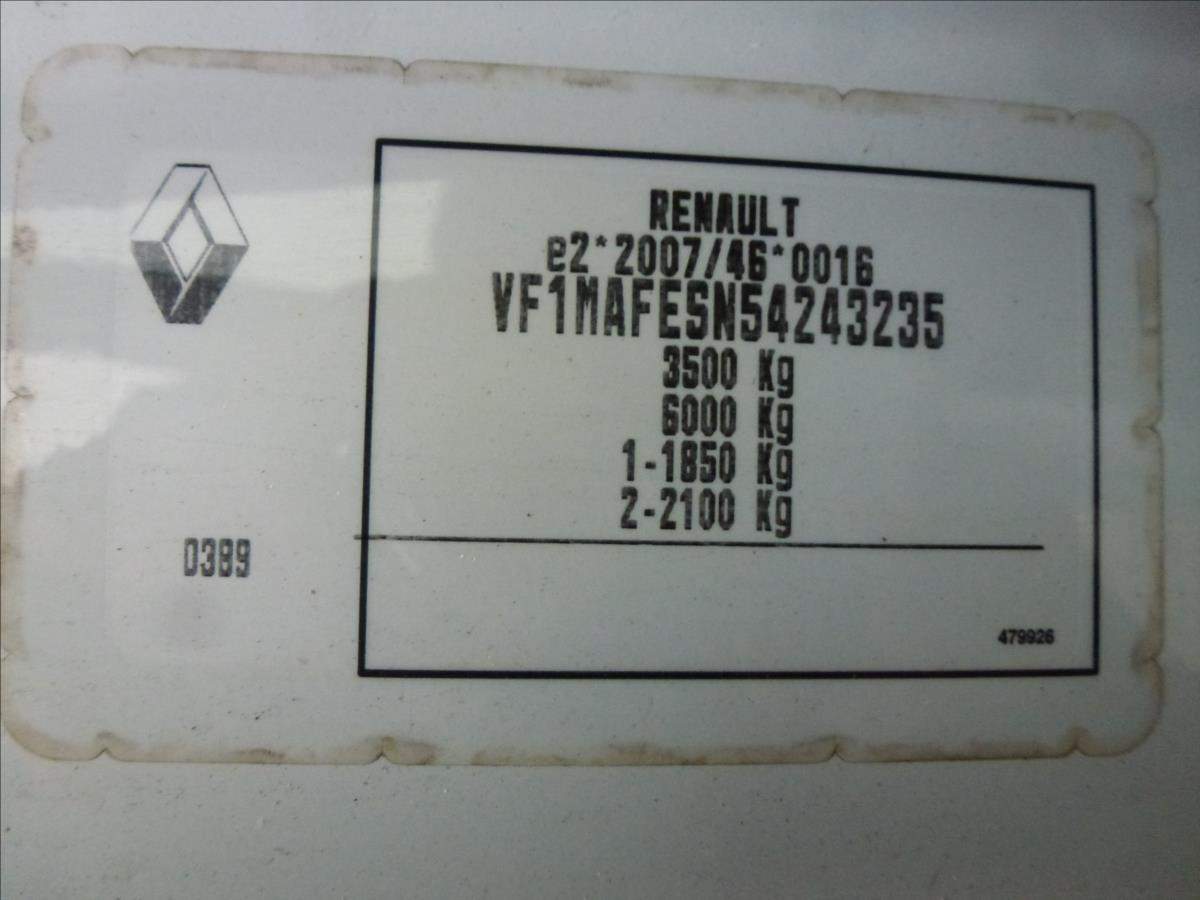 RENAULT
e2*2007/46*0016
VF1MAFESN54243235
3500 Kg
6000 Kg
1-1850 Kg
2-2100 Kg
0389
479926